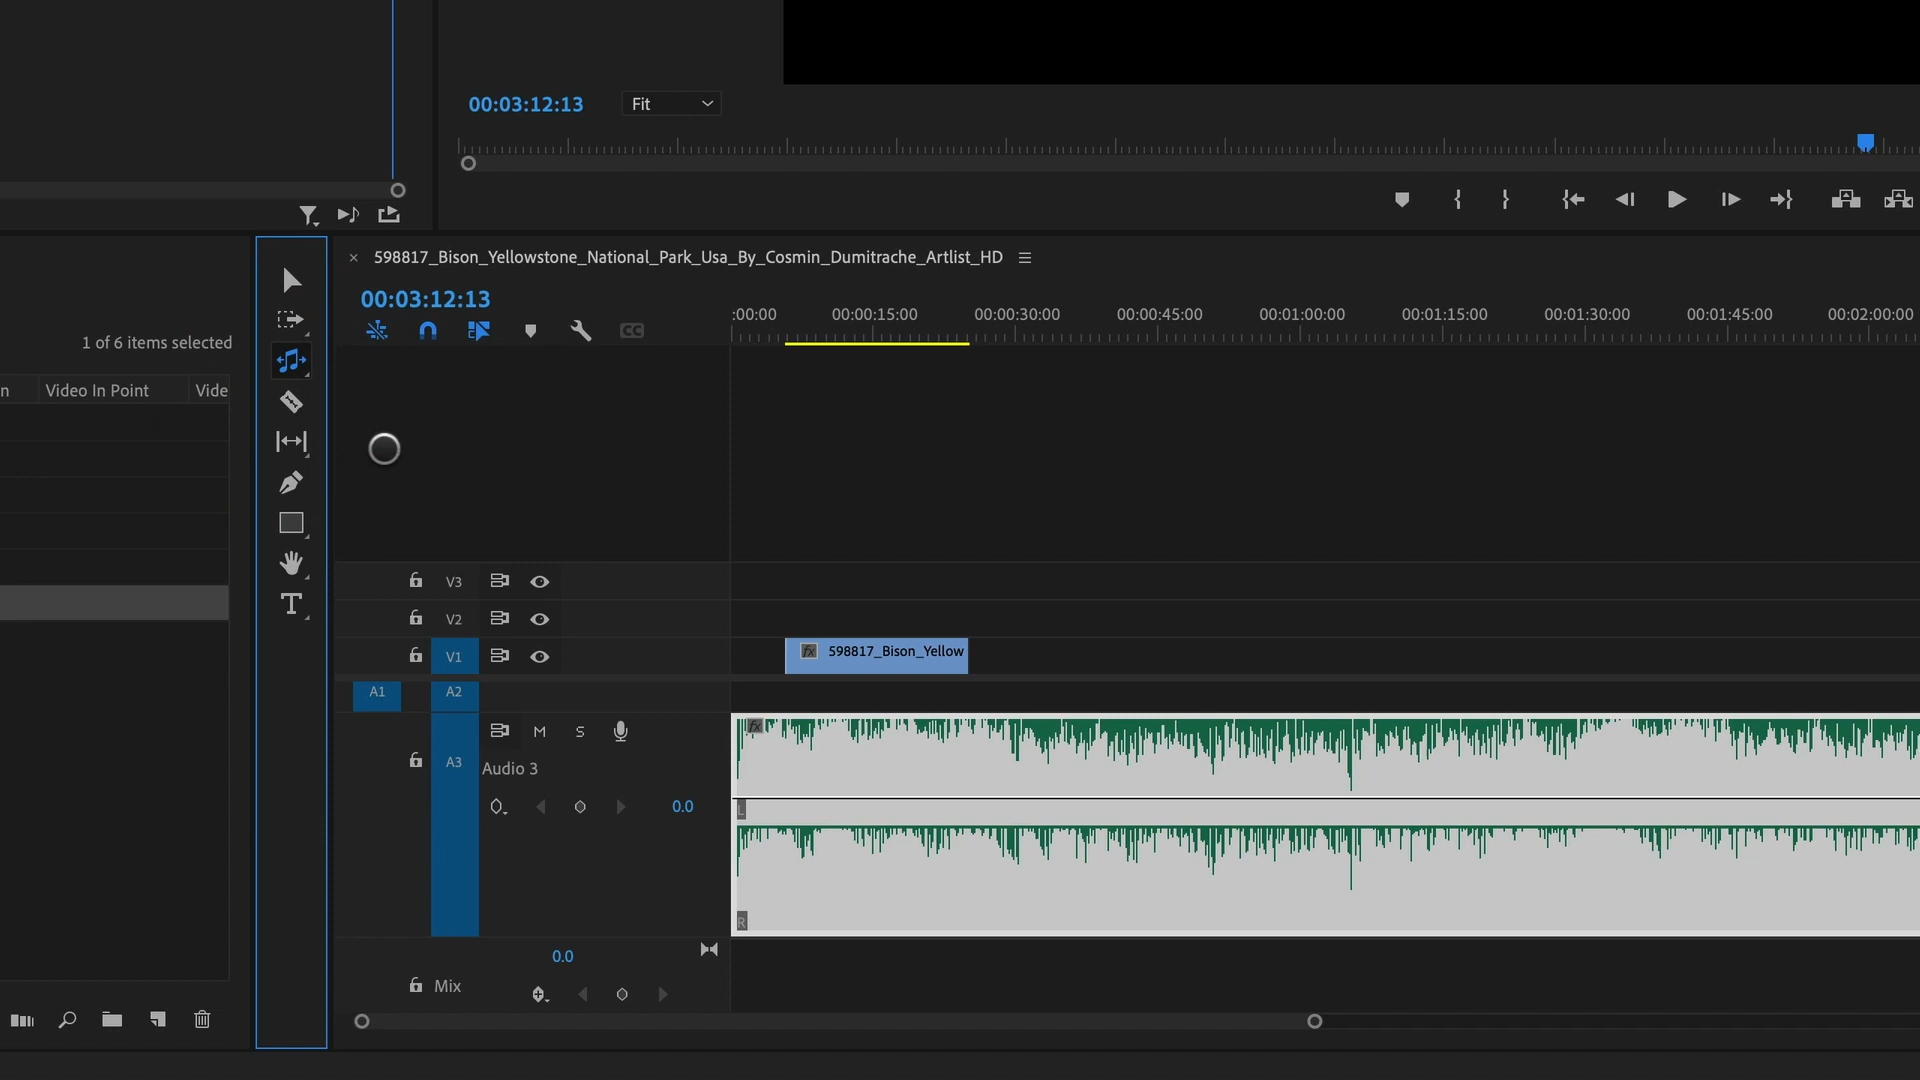 00:03:12:13
Fit
598817_Bison_Yellowstone_National_Park_Usa_By_Cosmin_Dumitrache_Artlist_HD
00:03:12:13
:00:00
00:00:15:00
00:00:30:00
00:00:45:00
00:01:00:00
00:01:15:00
00:01:30:00
00:01:45:00
00:02:00:00
CC
1 of 6 items selected
n
Video In Point
Vide
T
V3
V2
V1
fx 598817_Bison_Yellow
A1
A2
M
S
fx
A3
Audio 3
0.0
L
R
0.0
Mix